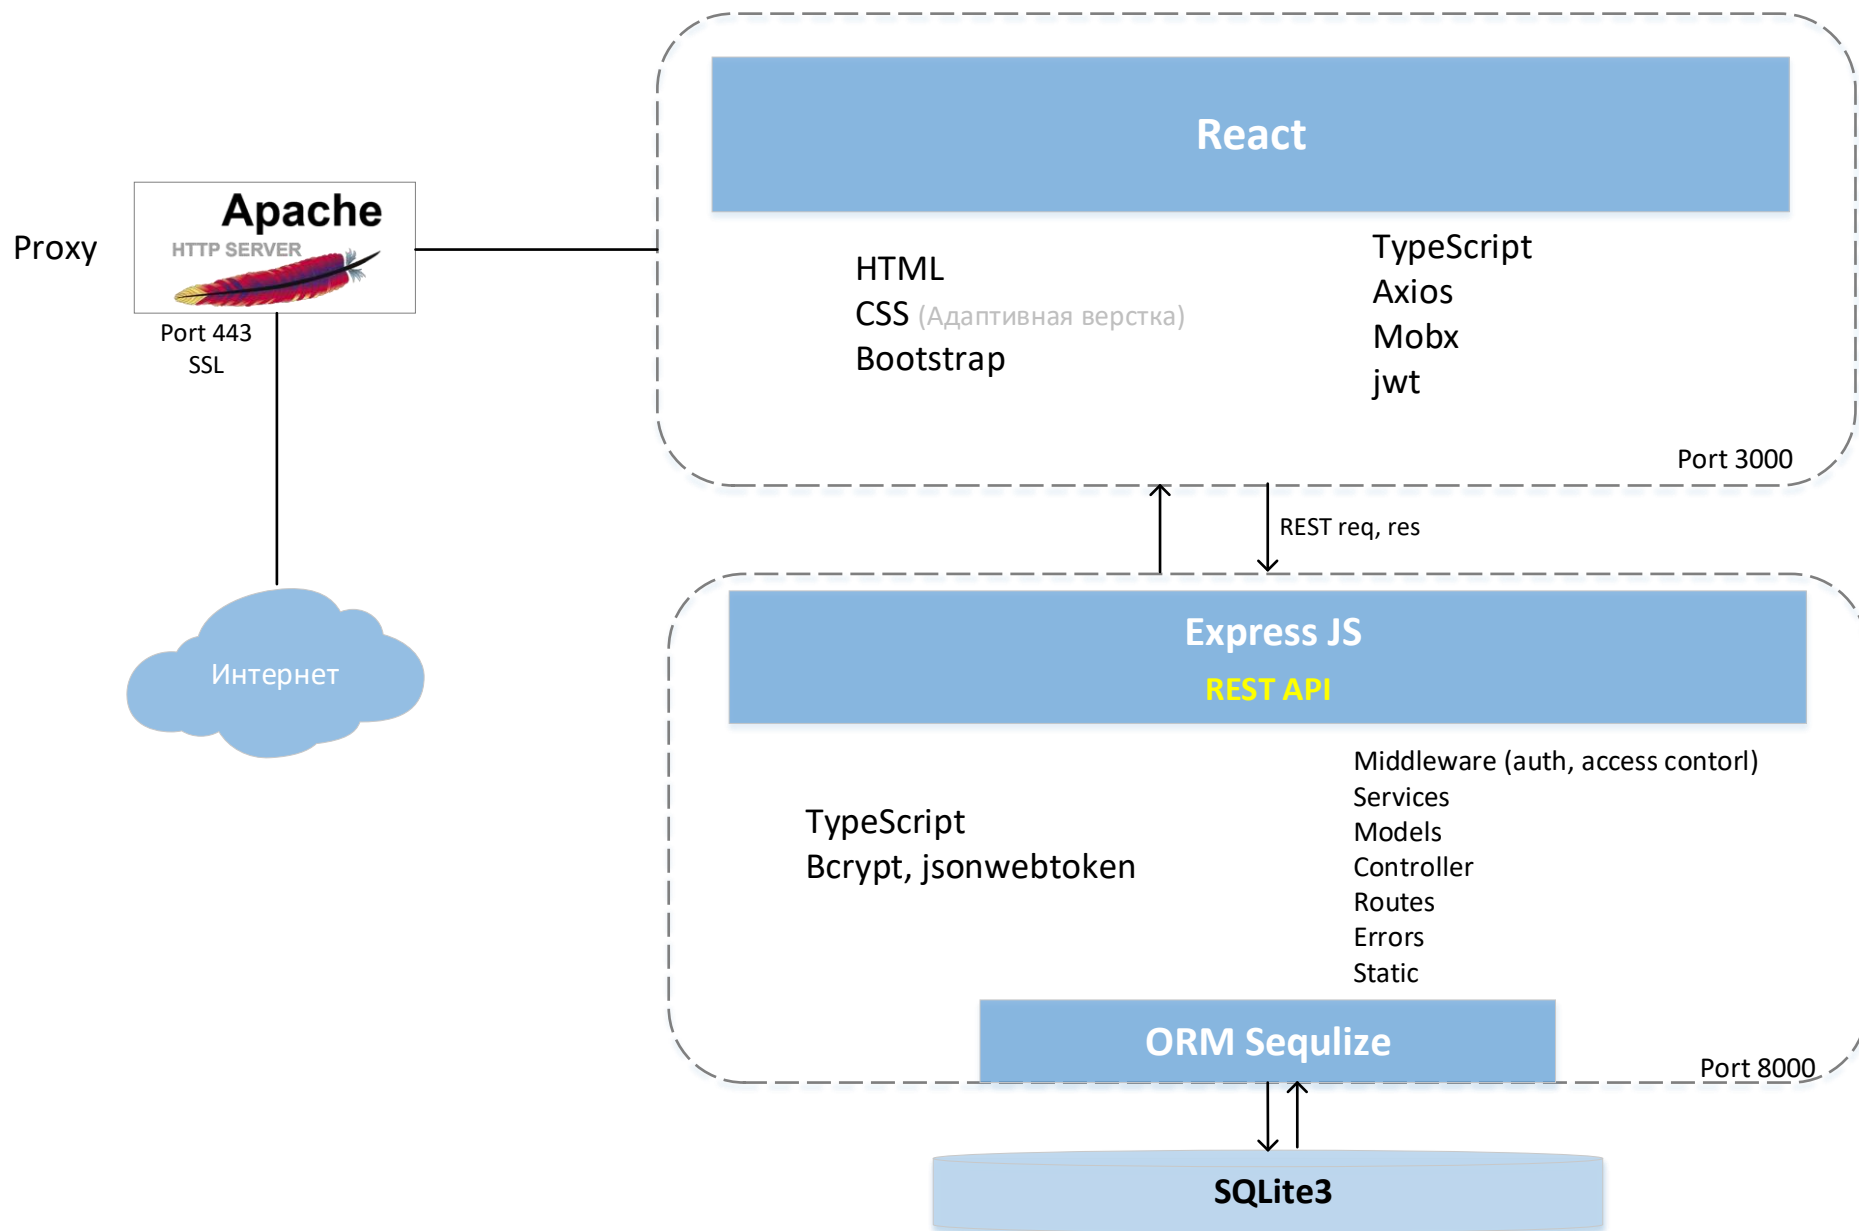 React
Apache
HTTP SERVER
Proxy
Port 443
SSL
HTML
CSS (Адаптивная верстка)
Bootstrap
TypeScript
Axios
Mobx
jwt
Port 3000
REST req, res
Интернет
Express JS
REST API
TypeScript
Bcrypt, jsonwebtoken
Middleware (auth, access contorl)
Services
Models
Controller
Routes
Errors
Static
ORM Sequlize
Port 8000
SQLite3